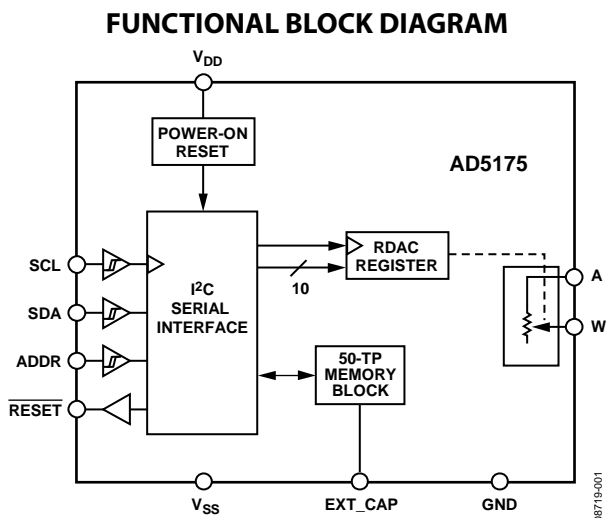 FUNCTIONAL BLOCK DIAGRAM
VDD
POWER-ON
RESET
AD5175
SCL
SDA
ADDR
RESET
I2C
SERIAL
INTERFACE
10
RDAC
REGISTER
A
W
50-TP
MEMORY
BLOCK
VSS
EXT_CAP
GND
08719-001